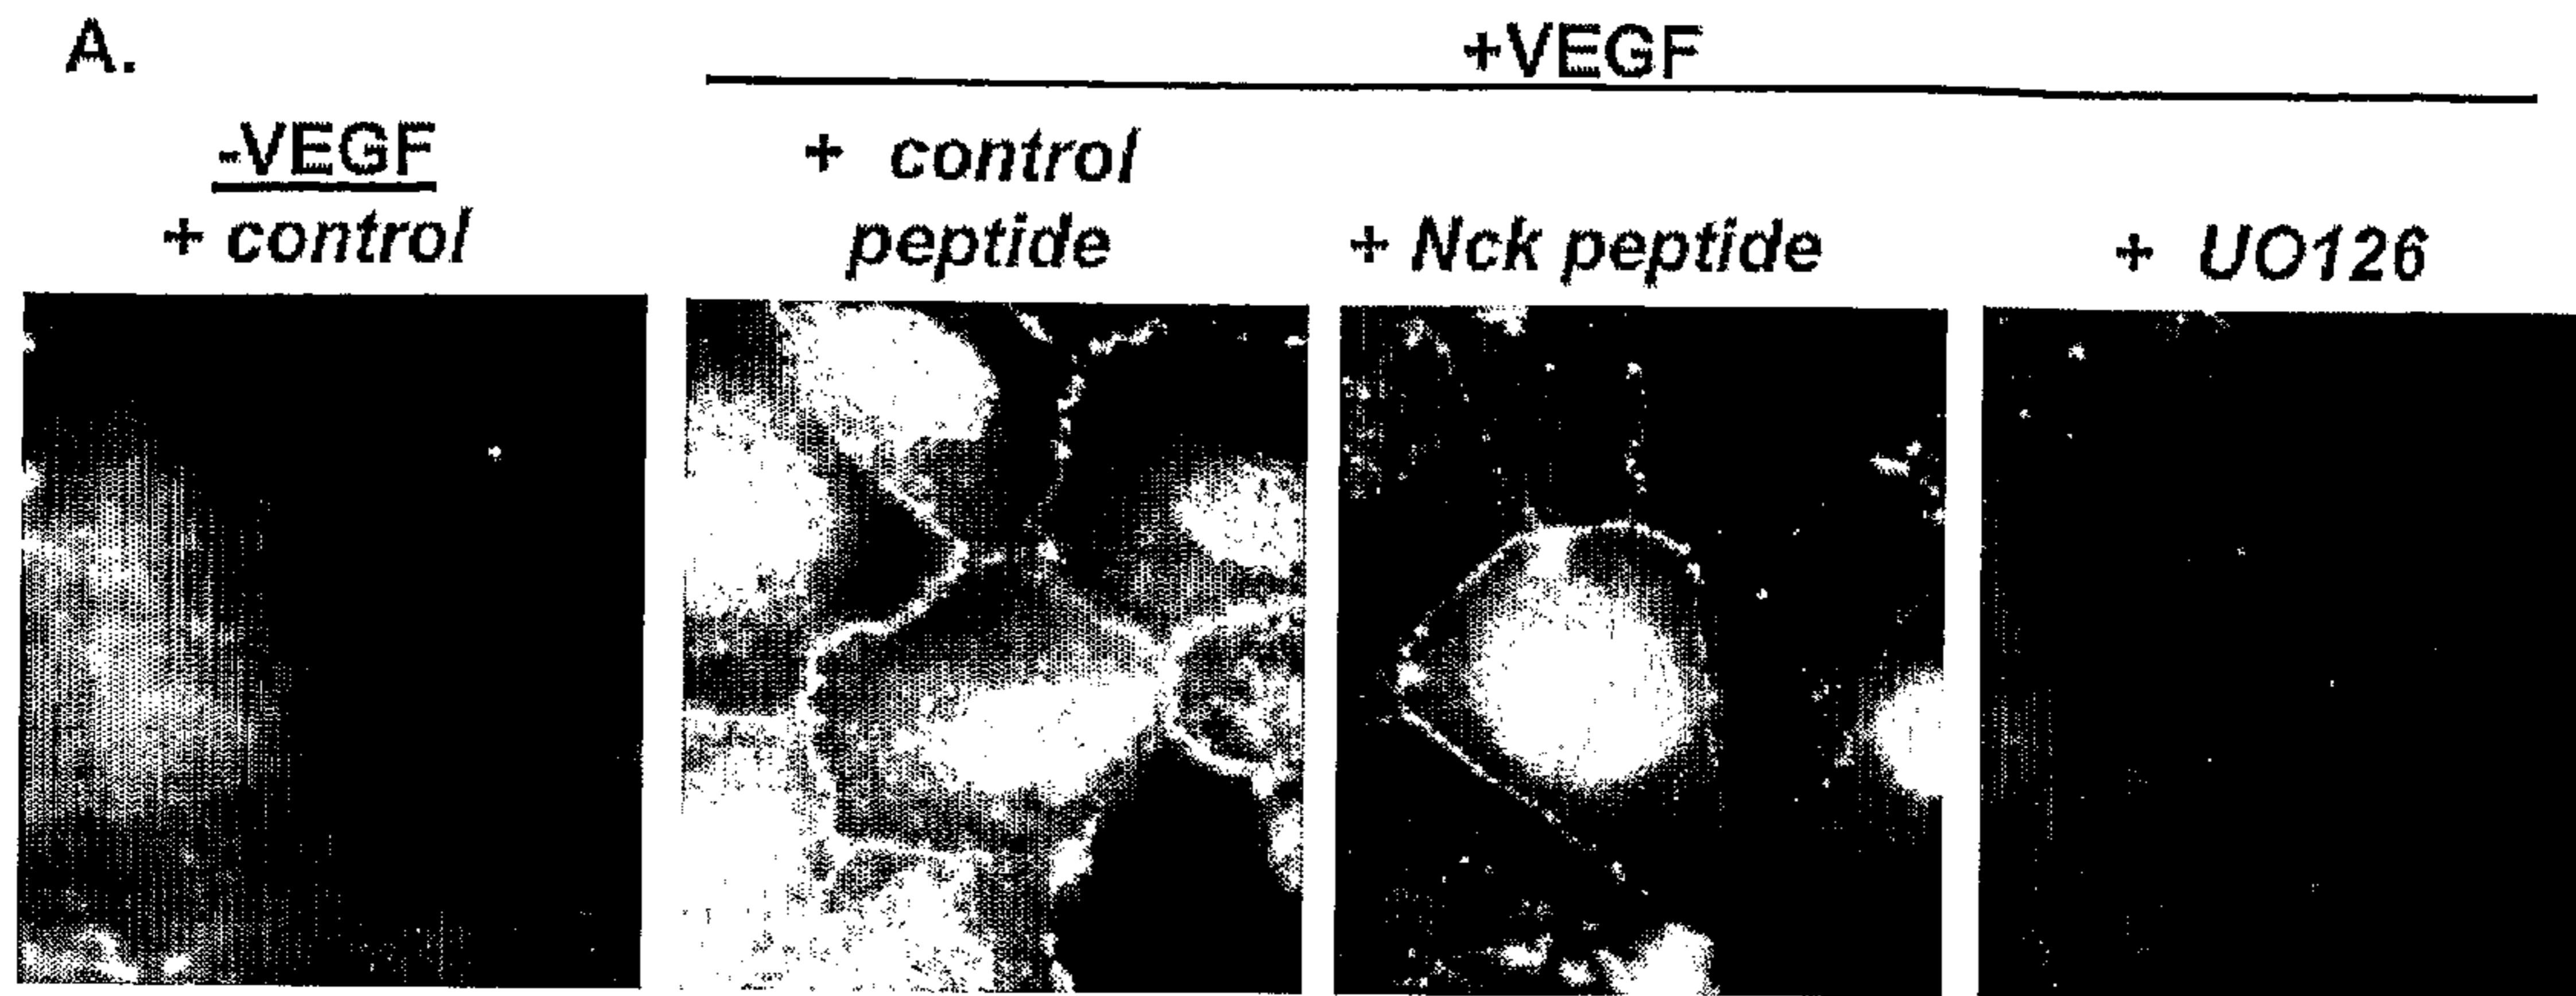 A.
+VEGF
-VEGF
+ control
+ control
peptide
+ Nck peptide
+ UO126